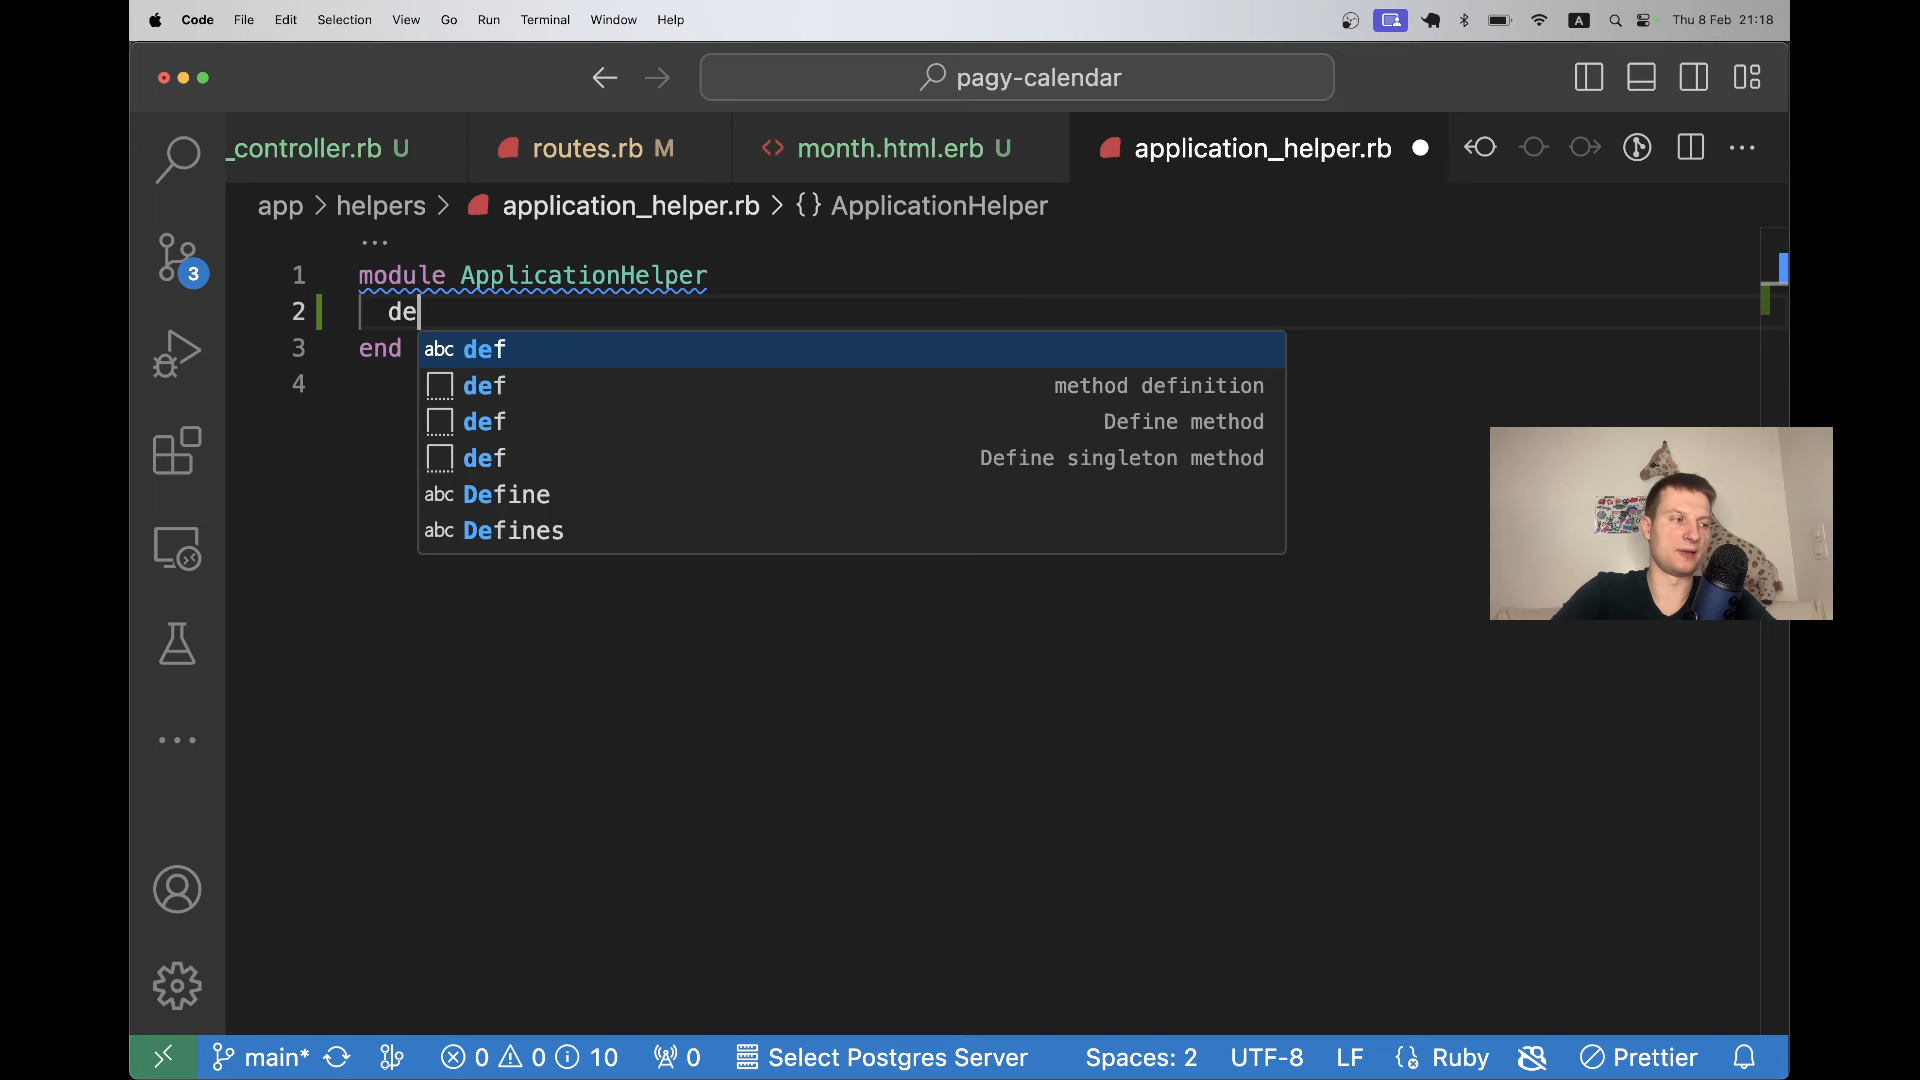 Code File Edit Selection View Go Run Terminal Window Help A Thu 8 Feb 21:18
pagy-calendar
_controller.rb U routes.rb M <> month.html.erb U application_helper.rb
app > helpers > application_helper.rb > {} ApplicationHelper
...
1 module ApplicationHelper
2 de
3 end
4
abc def
def method definition
def Define method
def Define singleton method
abc Define
abc Defines
3
main* 0 0 10 0 Select Postgres Server Spaces: 2 UTF-8 LF Ruby Prettier